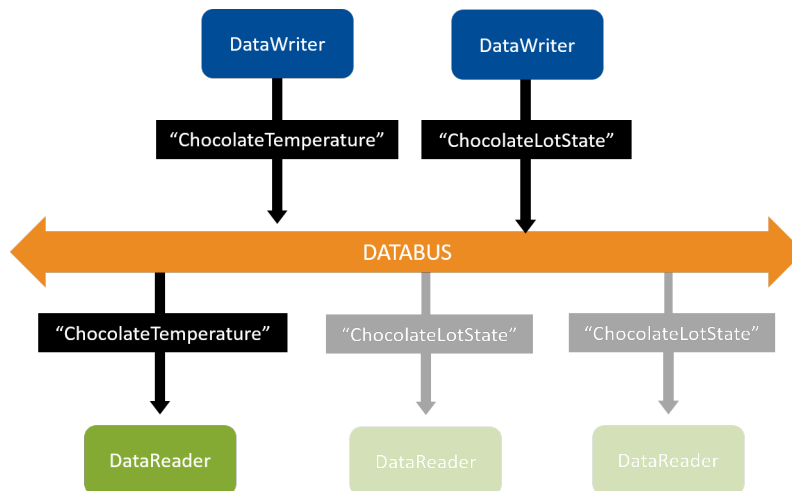 DataWriter
DataWriter
“ChocolateTemperature”
“ChocolateLotState”
DATABUS
“ChocolateTemperature”
“ChocolateLotState”
“ChocolateLotState”
DataReader
DataReader
DataReader